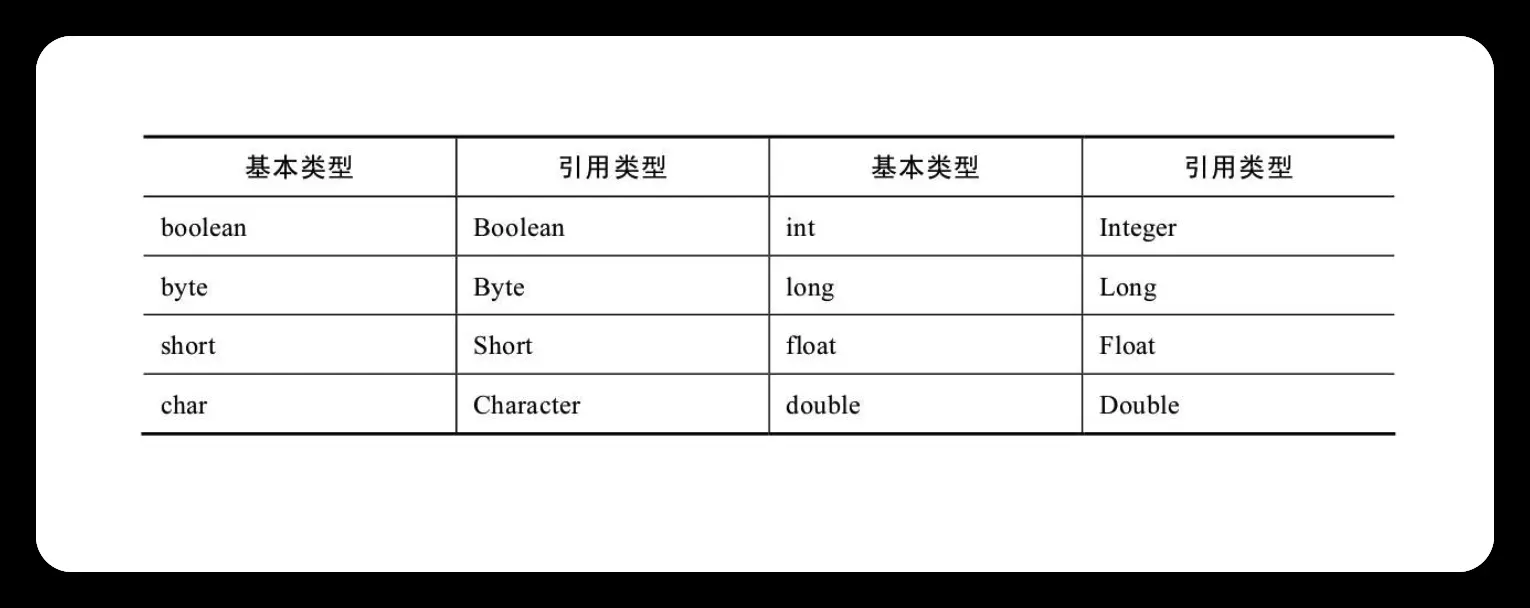 基本类型 引用类型 基本类型 引用类型
boolean Boolean int Integer
byte Byte long Long
short Short float Float
char Character double Double